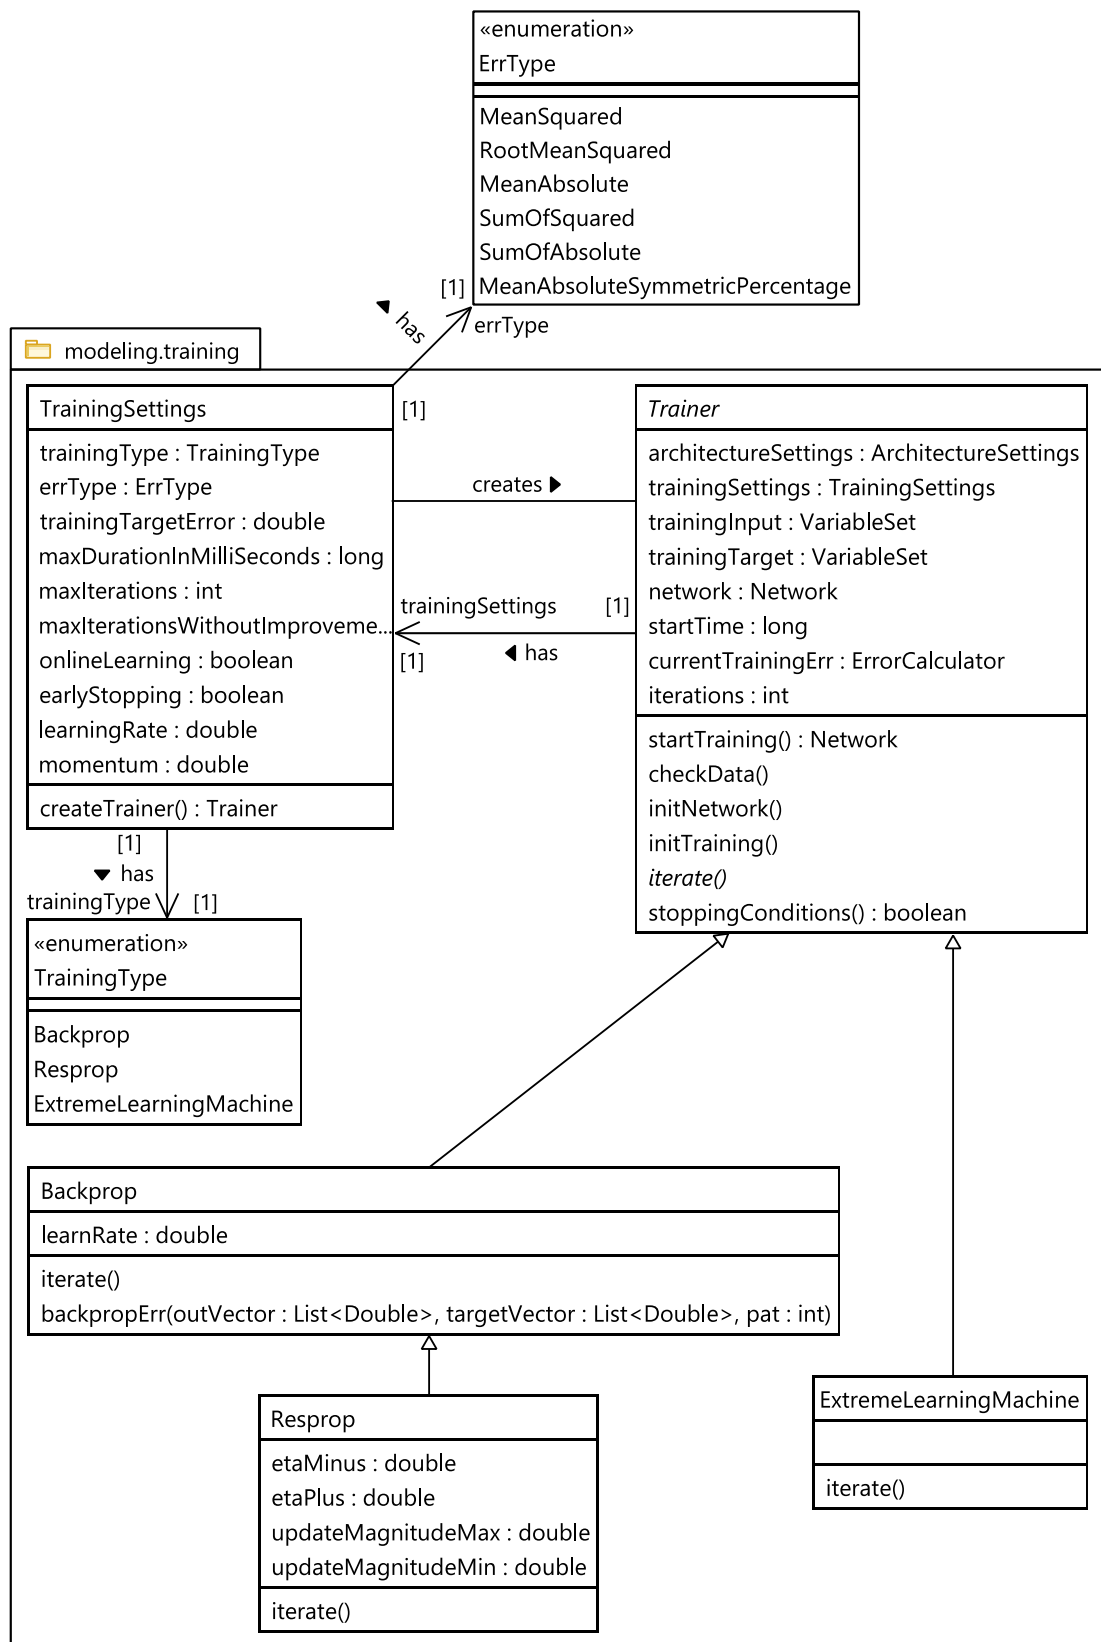 «enumeration»
ErrType
MeanSquared
RootMeanSquared
MeanAbsolute
SumOfSquared
SumOfAbsolute
MeanAbsoluteSymmetricPercentage
[1]
has
errType
modeling.training
TrainingSettings
trainingType : TrainingType
errType : ErrType
trainingTargetError : double
maxDurationInMilliSeconds : long
maxIterations : int
maxIterationsWithoutImproveme...
onlineLearning : boolean
earlyStopping : boolean
learningRate : double
momentum : double
createTrainer() : Trainer
[1]
creates
trainingSettings
[1]
[1]
has
Trainer
architectureSettings : ArchitectureSettings
trainingSettings : TrainingSettings
trainingInput : VariableSet
trainingTarget : VariableSet
network : Network
startTime : long
currentTrainingErr : ErrorCalculator
iterations : int
startTraining() : Network
checkData()
initNetwork()
initTraining()
iterate()
stoppingConditions() : boolean
[1]
has
trainingType
[1]
«enumeration»
TrainingType
Backprop
Resprop
ExtremeLearningMachine
Backprop
learnRate : double
iterate()
backpropErr(outVector : List<Double>, targetVector : List<Double>, pat : int)
Resprop
etaMinus : double
etaPlus : double
updateMagnitudeMax : double
updateMagnitudeMin : double
iterate()
ExtremeLearningMachine
iterate()